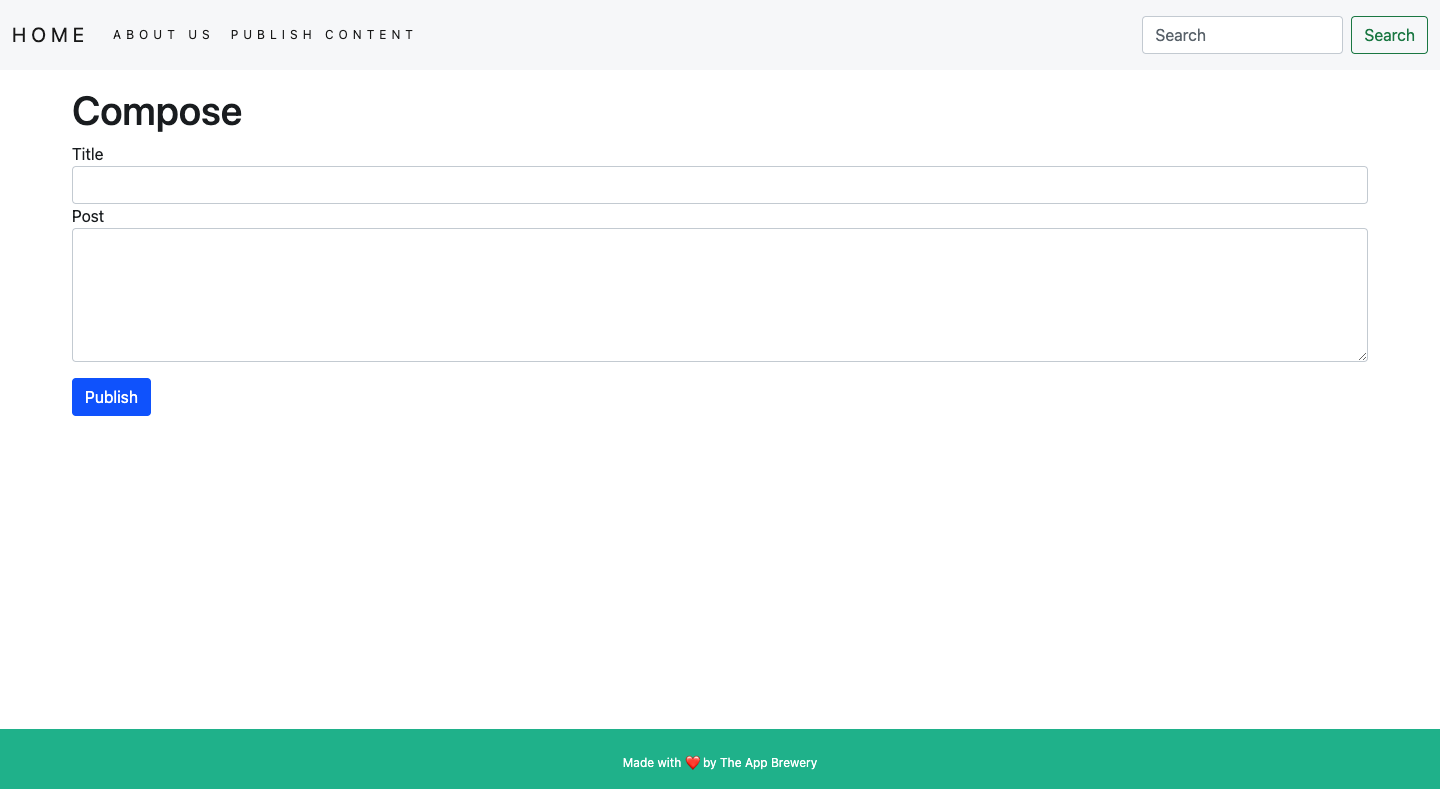 HOME ABOUT US PUBLISH CONTENT Search Search
Compose
Title
Post
Publish
Made with ❤️ by The App Brewery